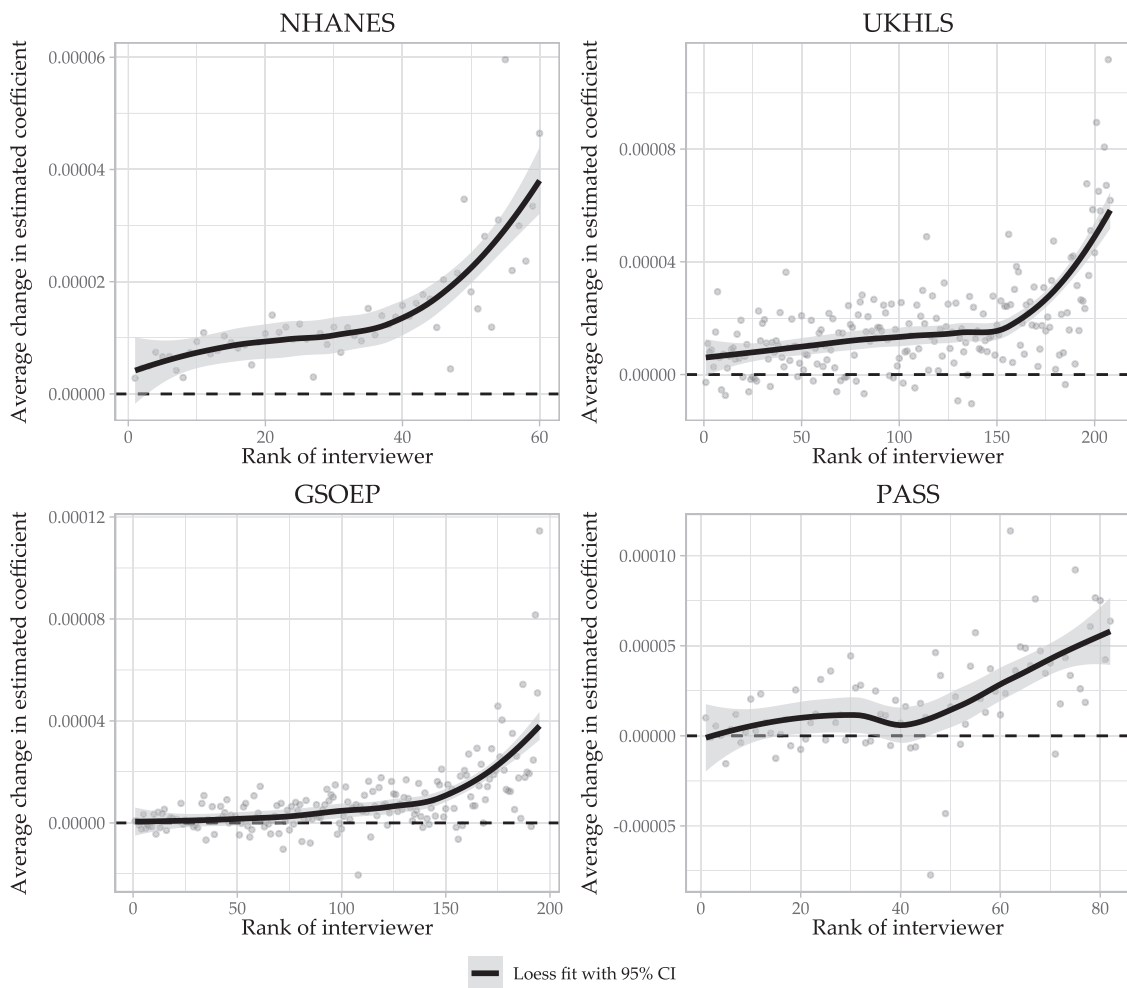 NHANES
Average change in estimated coefficient
0.00006
0.00004
0.00002
0.00000
0 20 40 60
Rank of interviewer
UKHLS
Average change in estimated coefficient
0.00008
0.00004
0.00000
0 50 100 150 200
Rank of interviewer
GSOEP
Average change in estimated coefficient
0.00012
0.00008
0.00004
0.00000
0 50 100 150 200
Rank of interviewer
PASS
Average change in estimated coefficient
0.00010
0.00005
0.00000
-0.00005
0 20 40 60 80
Rank of interviewer
Loess fit with 95% CI